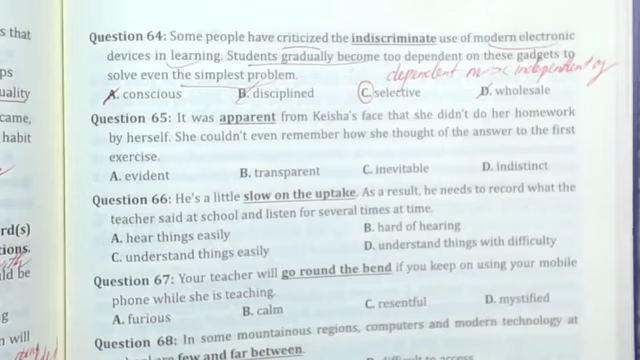 s that
ps
uality
came,
habit
rd(s)
ions.
ld be
g
n will
Question 64: Some people have criticized the indiscriminate use of modern electronic
devices in learning. Students gradually become too dependent on these gadgets to
solve even the simplest problem.
dependent on >< independent of
A. conscious B. disciplined C. selective D. wholesale
Question 65: It was apparent from Keisha's face that she didn't do her homework
by herself. She couldn't even remember how she thought of the answer to the first
exercise.
A. evident B. transparent C. inevitable D. indistinct
Question 66: He's a little slow on the uptake. As a result, he needs to record what the
teacher said at school and listen for several times at time.
A. hear things easily B. hard of hearing
C. understand things easily D. understand things with difficulty
Question 67: Your teacher will go round the bend if you keep on using your mobile
phone while she is teaching.
A. furious B. calm C. resentful D. mystified
Question 68: In some mountainous regions, computers and modern technology at
are few and far between.